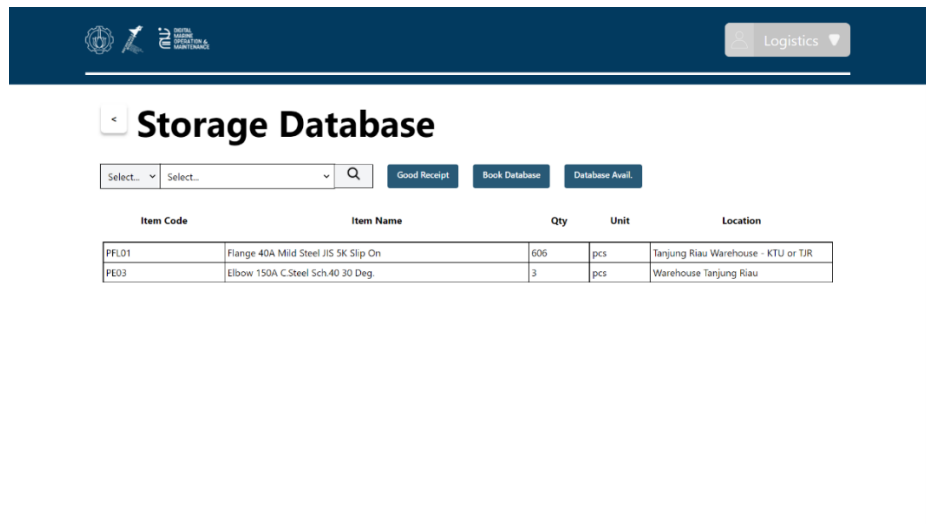 DIGITAL
MARINE
OPERATION &
MAINTENANCE
Logistics
< Storage Database
Select... Select... Good Receipt Book Database Database Avail.
Item Code Item Name Qty Unit Location
PFL01 Flange 40A Mild Steel JIS 5K Slip On 606 pcs Tanjung Riau Warehouse - KTU or TJR
PE03 Elbow 150A C.Steel Sch.40 30 Deg. 3 pcs Warehouse Tanjung Riau